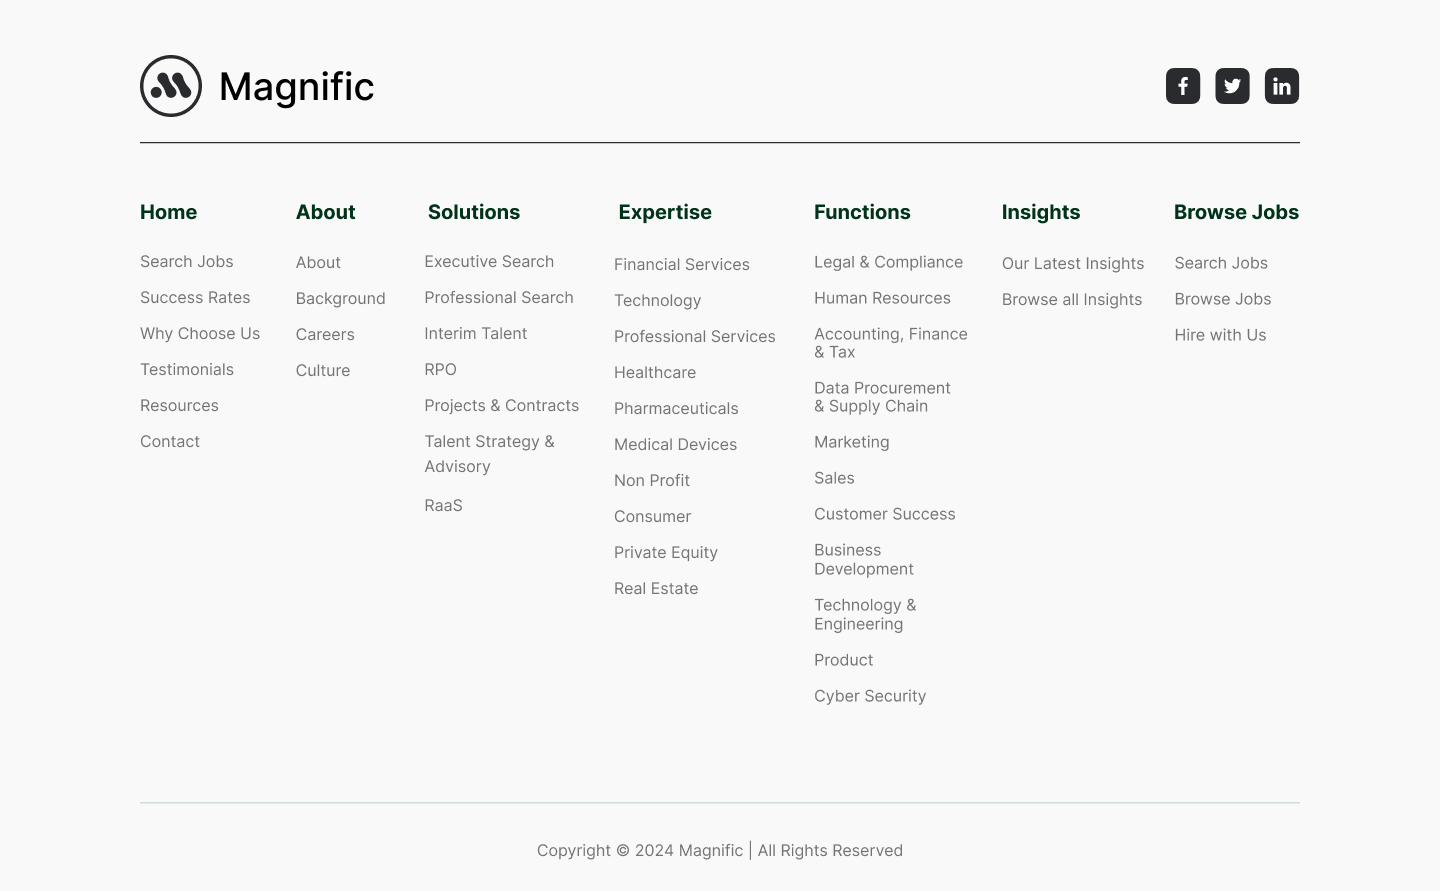 Magnific
Home
Search Jobs
Success Rates
Why Choose Us
Testimonials
Resources
Contact
About
About
Background
Careers
Culture
Solutions
Executive Search
Professional Search
Interim Talent
RPO
Projects & Contracts
Talent Strategy &
Advisory
RaaS
Expertise
Financial Services
Technology
Professional Services
Healthcare
Pharmaceuticals
Medical Devices
Non Profit
Consumer
Private Equity
Real Estate
Functions
Legal & Compliance
Human Resources
Accounting, Finance
& Tax
Data Procurement
& Supply Chain
Marketing
Sales
Customer Success
Business
Development
Technology &
Engineering
Product
Cyber Security
Insights
Our Latest Insights
Browse all Insights
Browse Jobs
Search Jobs
Browse Jobs
Hire with Us
Copyright © 2024 Magnific | All Rights Reserved